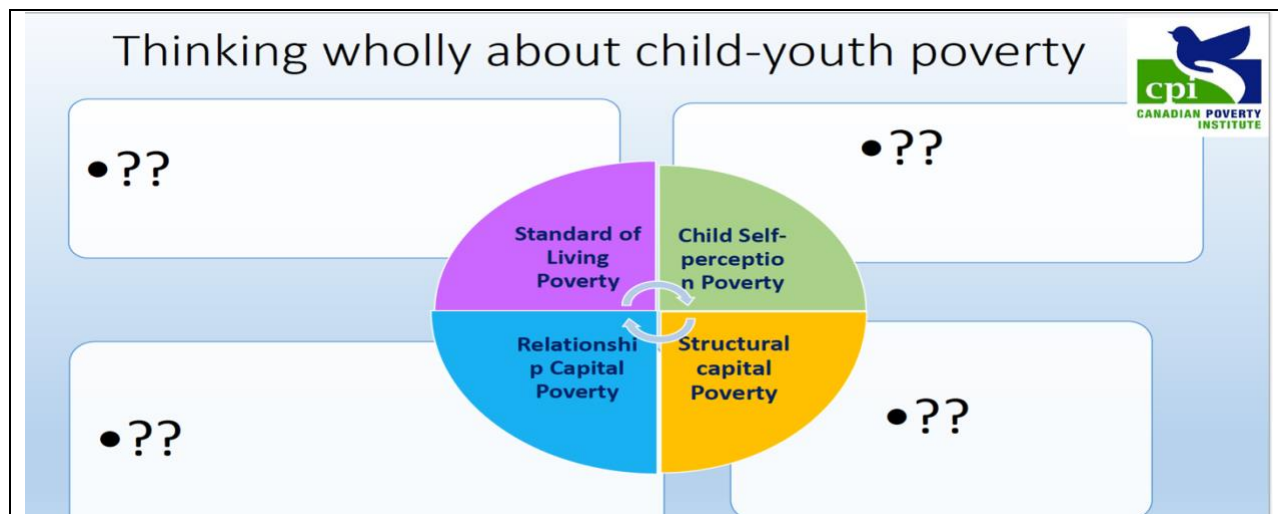 Thinking wholly about child-youth poverty
cpi
CANADIAN POVERTY
INSTITUTE
•??
•??
Standard of
Living
Poverty
Child Self-
perceptio
n Poverty
Relationshi
p Capital
Poverty
Structural
capital
Poverty
•??
•??